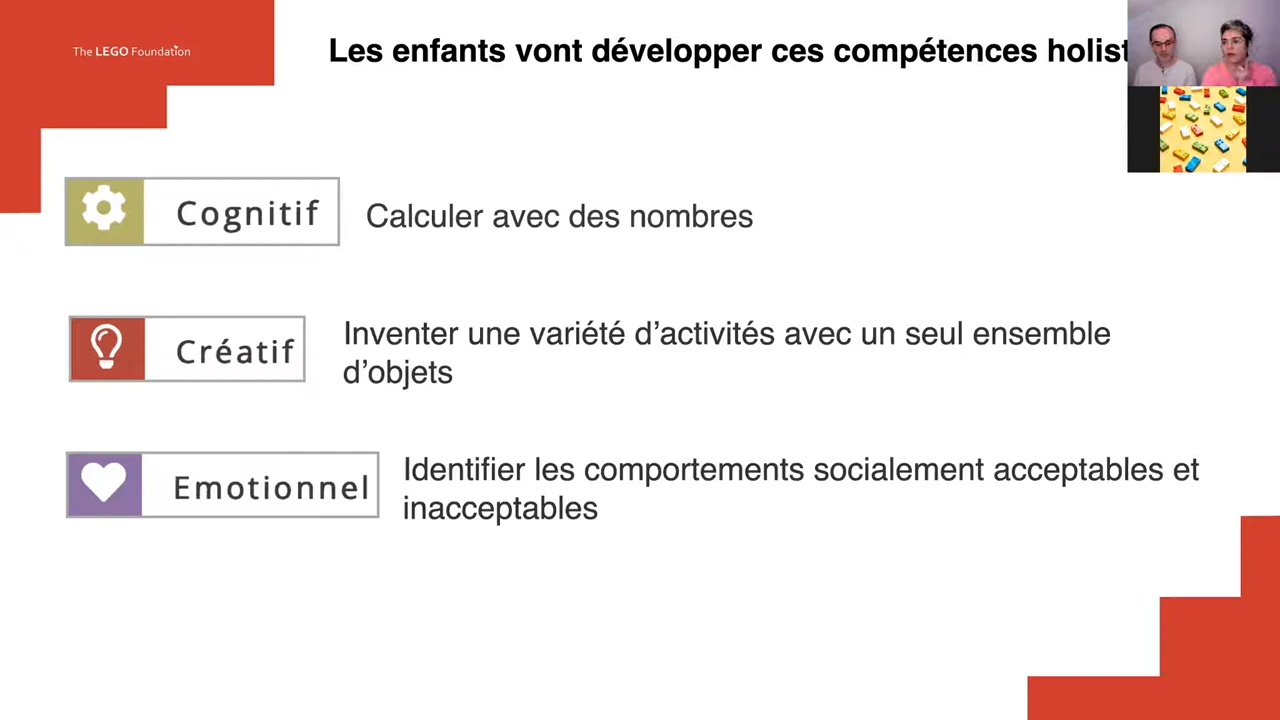 The LEGO Foundation
Les enfants vont développer ces compétences
Cognitif
Calculer avec des nombres
Créatif
Inventer une variété d’activités avec un seul ensemble
d’objets
Emotionnel
Identifier les comportements socialement acceptables et
inacceptables